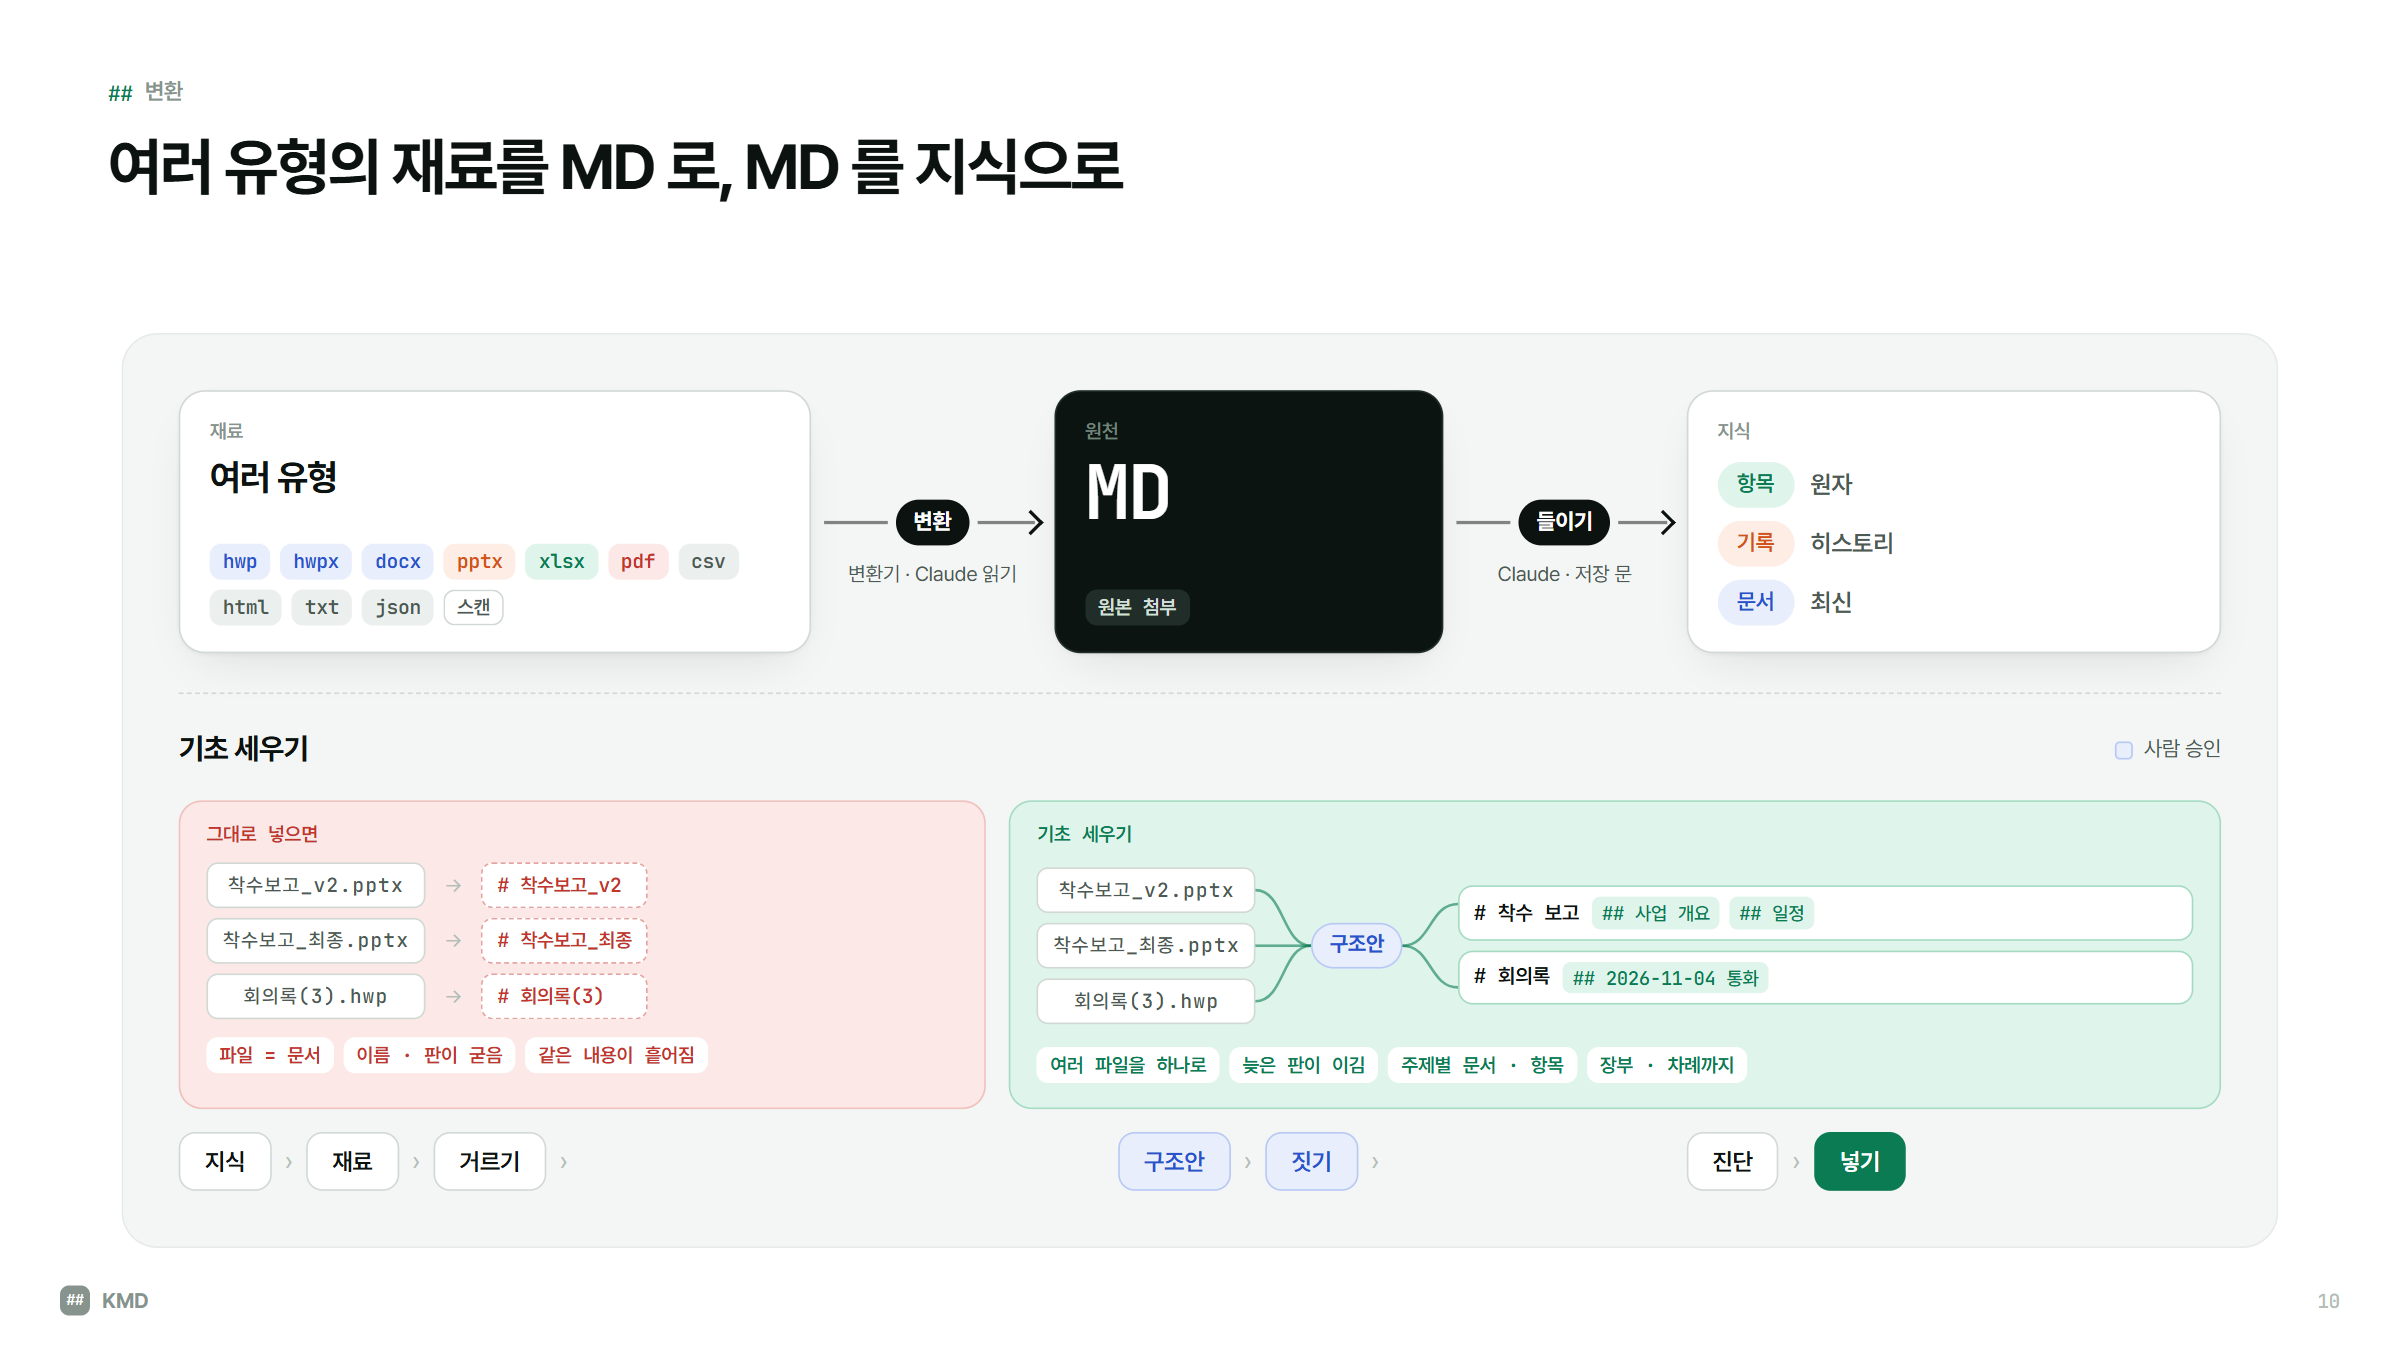 ## 변환
여러 유형의 재료를 MD 로, MD 를 지식으로
재료
여러 유형
hwp hwpx docx pptx xlsx pdf csv
html txt json 스캔
변환
변환기 · Claude 읽기
원천
MD
원본 첨부
들이기
Claude · 저장 문
지식
항목 원자
기록 히스토리
문서 최신
기초 세우기
사람 승인
그대로 넣으면
착수보고_v2.pptx → # 착수보고_v2
착수보고_최종.pptx → # 착수보고_최종
회의록(3).hwp → # 회의록(3)
파일 = 문서 이름 · 판이 굳음 같은 내용이 흩어짐
기초 세우기
착수보고_v2.pptx
착수보고_최종.pptx
회의록(3).hwp
구조안
# 착수 보고 ## 사업 개요 ## 일정
# 회의록 ## 2026-11-04 통화
여러 파일을 하나로 늦은 판이 이김 주제별 문서 · 항목 장부 · 차례까지
지식 › 재료 › 거르기 › 구조안 › 짓기 › 진단 › 넣기
## KMD
10